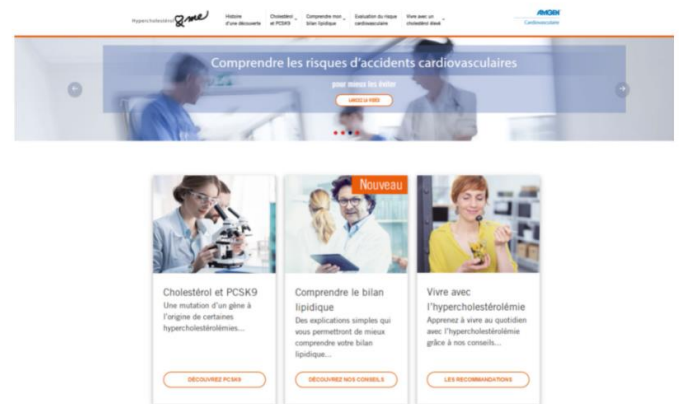 Hypercholestérol &me
Histoire
d'une découverte
Cholestérol
et PCSK9
Comprendre mon
bilan lipidique
Evaluation du risque
cardiovasculaire
Vivre avec un
cholestérol élevé
AMGEN
Cardiovasculaire
Comprendre les risques d'accidents cardiovasculaires
pour mieux les éviter
LANCEZ LA VIDÉO
Nouveau
Cholestérol et PCSK9
Une mutation d'un gène à
l'origine de certaines
hypercholestérolémies...
DÉCOUVREZ PCSK9
Comprendre le bilan
lipidique
Des explications simples qui
vous permettront de mieux
comprendre votre bilan
lipidique...
DÉCOUVREZ NOS CONSEILS
Vivre avec
l'hypercholestérolémie
Apprenez à vivre au quotidien
avec l'hypercholestérolémie
grâce à nos conseils...
LES RECOMMANDATIONS